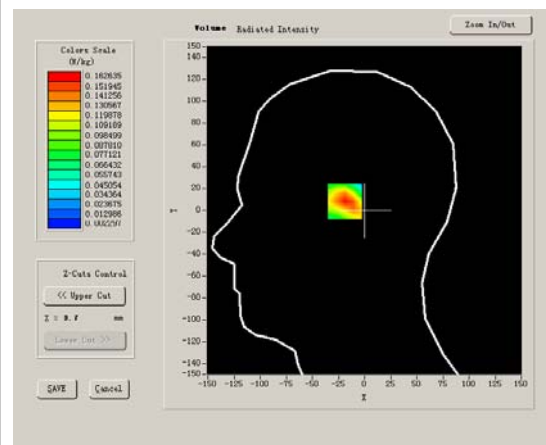 Volume Radiated Intensity
Zoom In/Out
Colors Scale
(W/kg)
0.162635
0.151945
0.141256
0.130567
0.119878
0.109189
0.098499
0.087810
0.077121
0.066432
0.055743
0.045054
0.034364
0.023675
0.012986
0.002297
150
140
120
100
80
60
40
20
0
-20
-40
-60
-80
-100
-120
-140
-150
Y
-150 -125 -100 -75 -50 -25 0 25 50 75 100 125 150
X
Z-Cuts Control
<< Upper Cut
mm
Lower Cut >>
SAVE Cancel